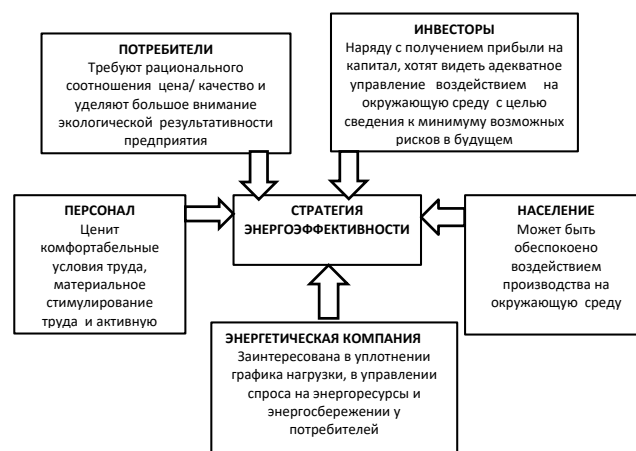 ПОТРЕБИТЕЛИ
Требуют рационального
соотношения цена/ качество и
уделяют большое внимание
экологической результативности
предприятия
ИНВЕСТОРЫ
Наряду с получением прибыли на
капитал, хотят видеть адекватное
управление воздействием на
окружающую среду с целью
сведения к минимуму возможных
рисков в будущем
ПЕРСОНАЛ
Ценит
комфортабельные
условия труда,
материальное
стимулирование
труда и активную
СТРАТЕГИЯ
ЭНЕРГОЭФФЕКТИВНОСТИ
НАСЕЛЕНИЕ
Может быть
обеспокоено
воздействием
производства на
окружающую среду
ЭНЕРГЕТИЧЕСКАЯ КОМПАНИЯ
Заинтересована в уплотнении
графика нагрузки, в управлении
спроса на энергоресурсы и
энергосбережении у
потребителей